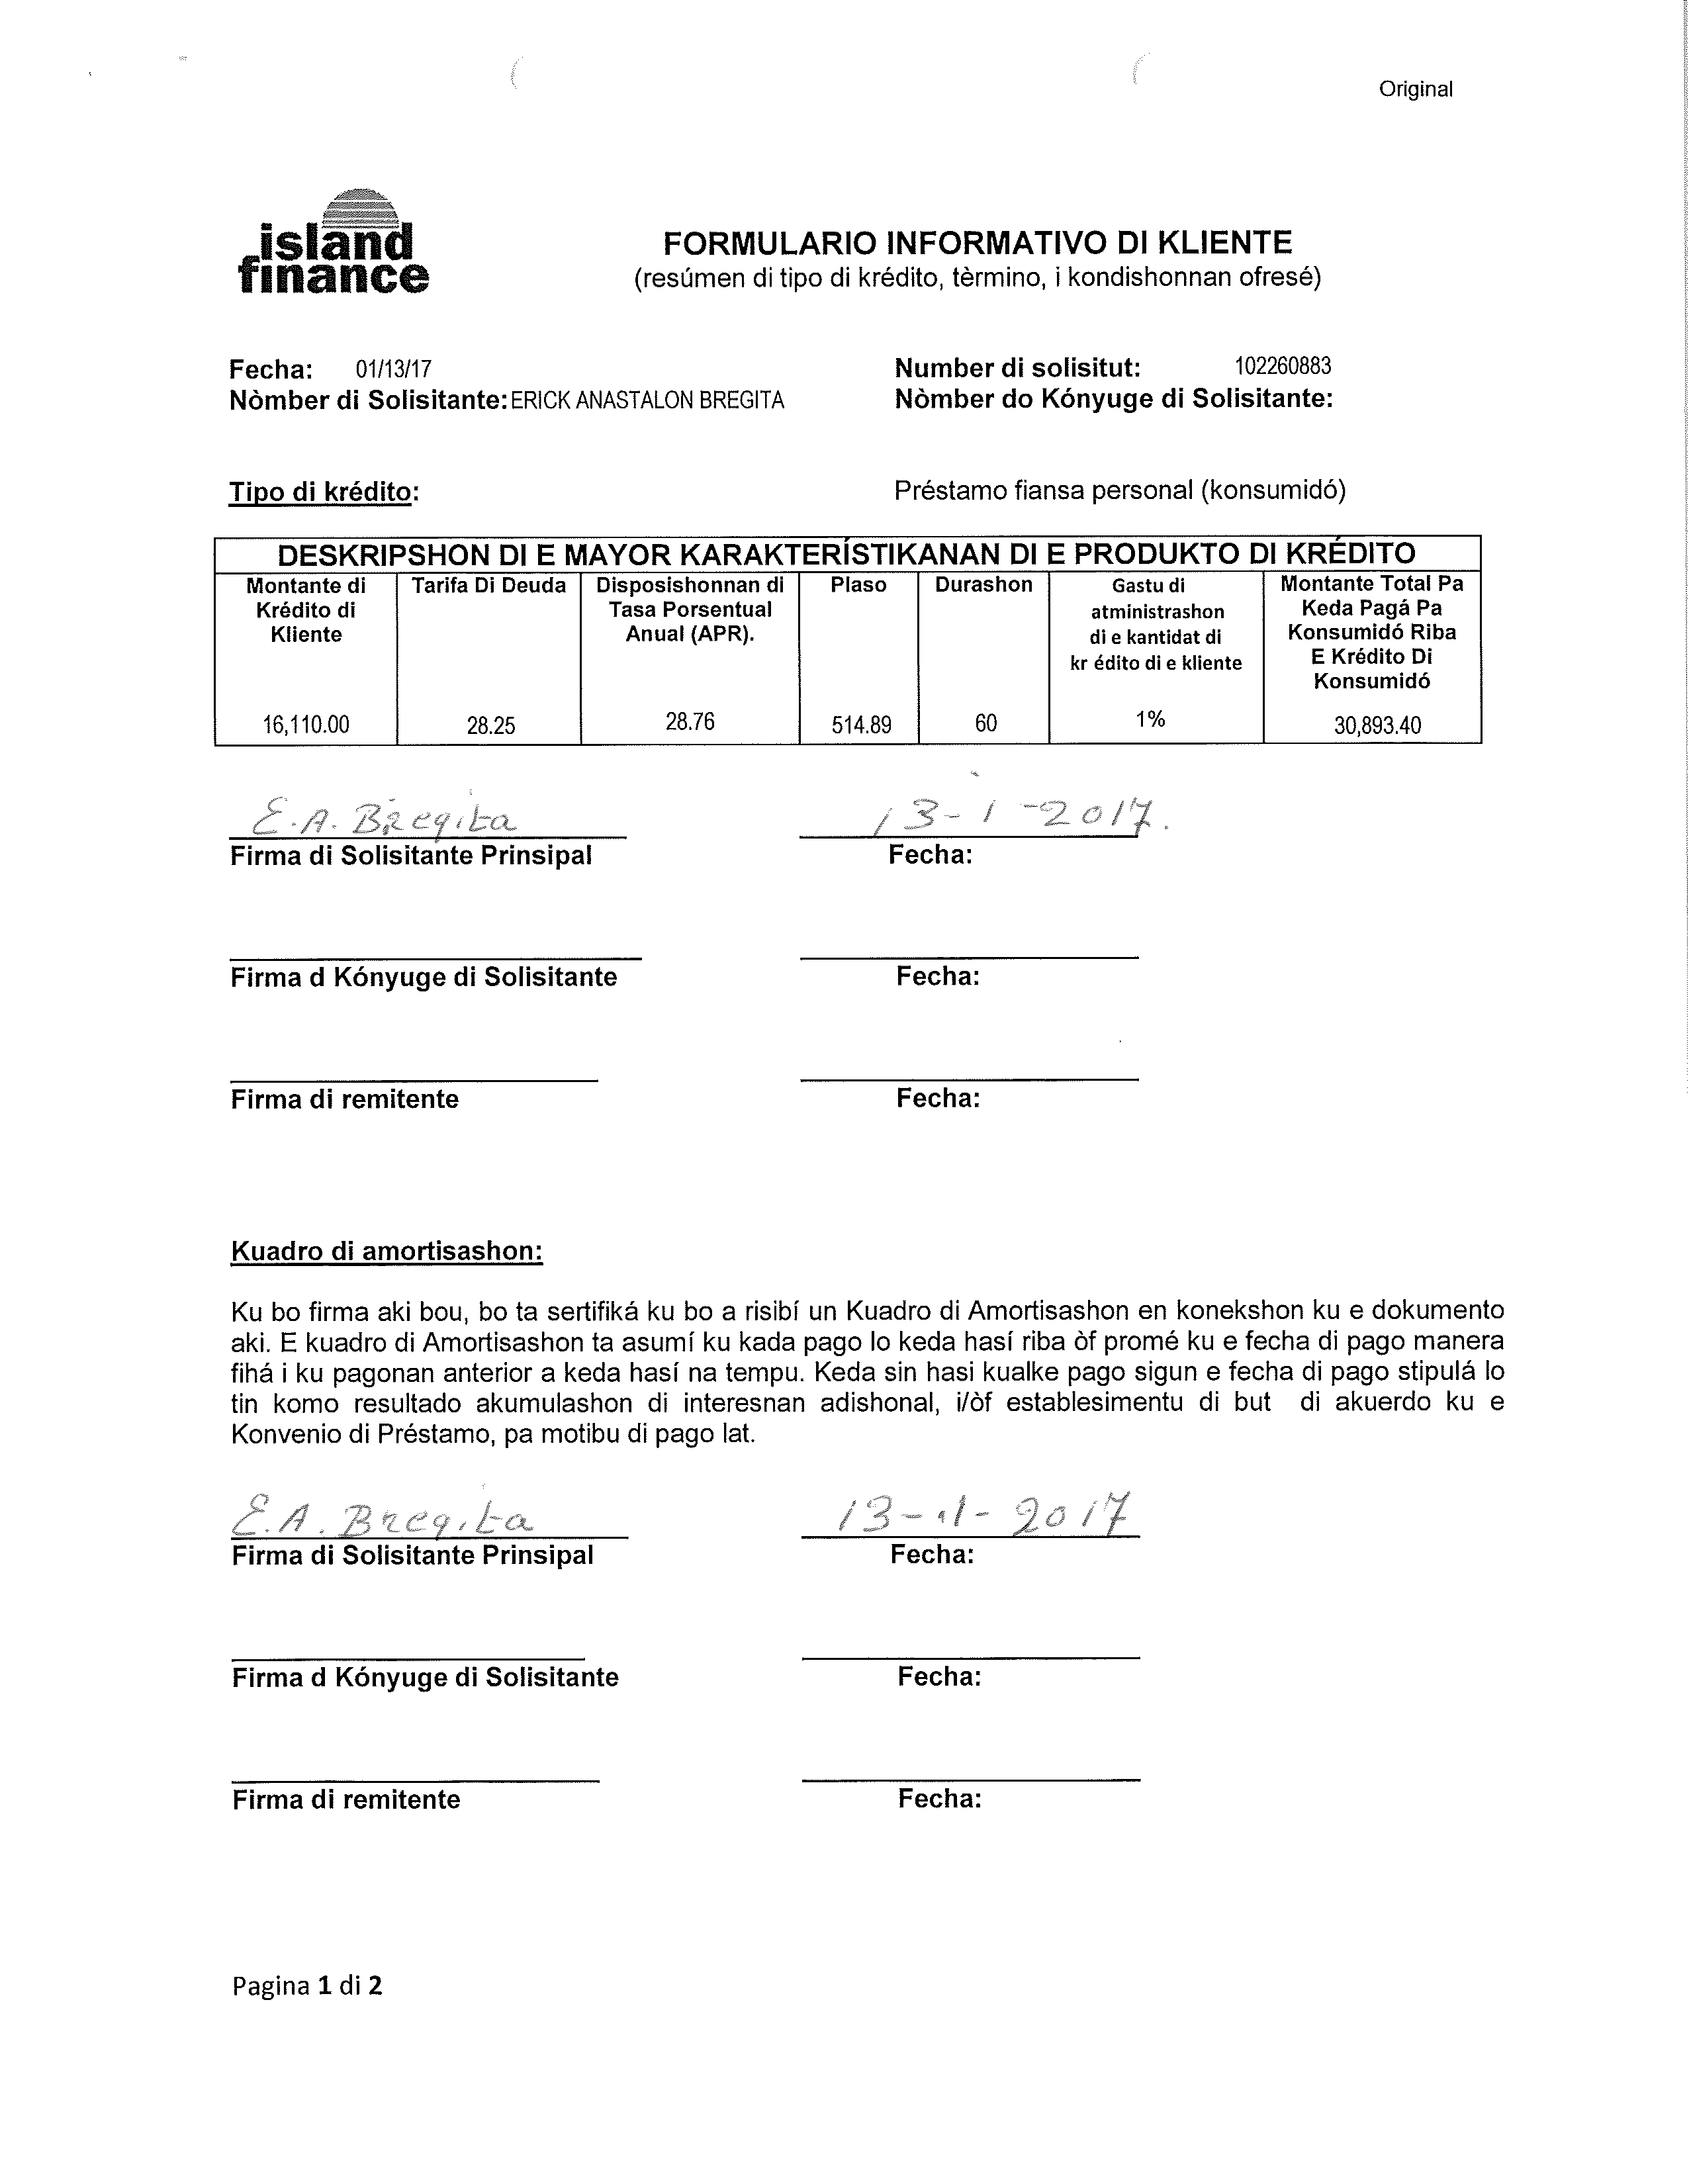 Original
island
finance
FORMULARIO INFORMATIVO DI KLIENTE
(resúmen di tipo di krédito, tèrmino, i kondishonnan ofresé)
Fecha: 01/13/17 Number di solisitut: 102260883
Nòmber di Solisitante: ERICK ANASTALON BREGITA Nòmber do Kónyuge di Solisitante:
Tipo di krédito: Préstamo fiansa personal (konsumidó)
DESKRIPSHON DI E MAYOR KARAKTERÍSTIKANAN DI E PRODUKTO DI KRÉDITO
Montante di Krédito di Kliente
Tarifa Di Deuda
Disposishonnan di Tasa Porsentual Anual (APR).
Plaso
Durashon
Gastu di atministrashon di e kantidat di kr édito di e kliente
Montante Total Pa Keda Pagá Pa Konsumidó Riba E Krédito Di Konsumidó
16,110.00 28.25 28.76 514.89 60 1% 30,893.40
E.A. Bregita 13-1-2017.
Firma di Solisitante Prinsipal Fecha:
Firma d Kónyuge di Solisitante Fecha:
Firma di remitente Fecha:
Kuadro di amortisashon:
Ku bo firma aki bou, bo ta sertifiká ku bo a risibí un Kuadro di Amortisashon en konekshon ku e dokumento
aki. E kuadro di Amortisashon ta asumí ku kada pago lo keda hasí riba òf promé ku e fecha di pago manera
fihá i ku pagonan anterior a keda hasí na tempu. Keda sin hasi kualke pago sigun e fecha di pago stipulá lo
tin komo resultado akumulashon di interesnan adishonal, i/òf establesimentu di but di akuerdo ku e
Konvenio di Préstamo, pa motibu di pago lat.
E.A. Bregita 13-1-2017
Firma di Solisitante Prinsipal Fecha:
Firma d Kónyuge di Solisitante Fecha:
Firma di remitente Fecha:
Pagina 1 di 2